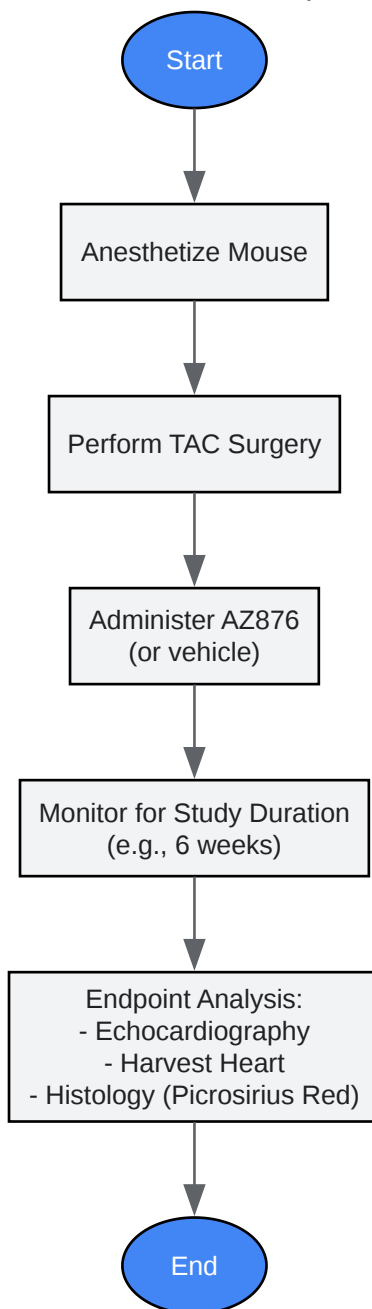 Start
Anesthetize Mouse
Perform TAC Surgery
Administer AZ876
(or vehicle)
Monitor for Study Duration
(e.g., 6 weeks)
Endpoint Analysis:
- Echocardiography
- Harvest Heart
- Histology (Picrosirius Red)
End